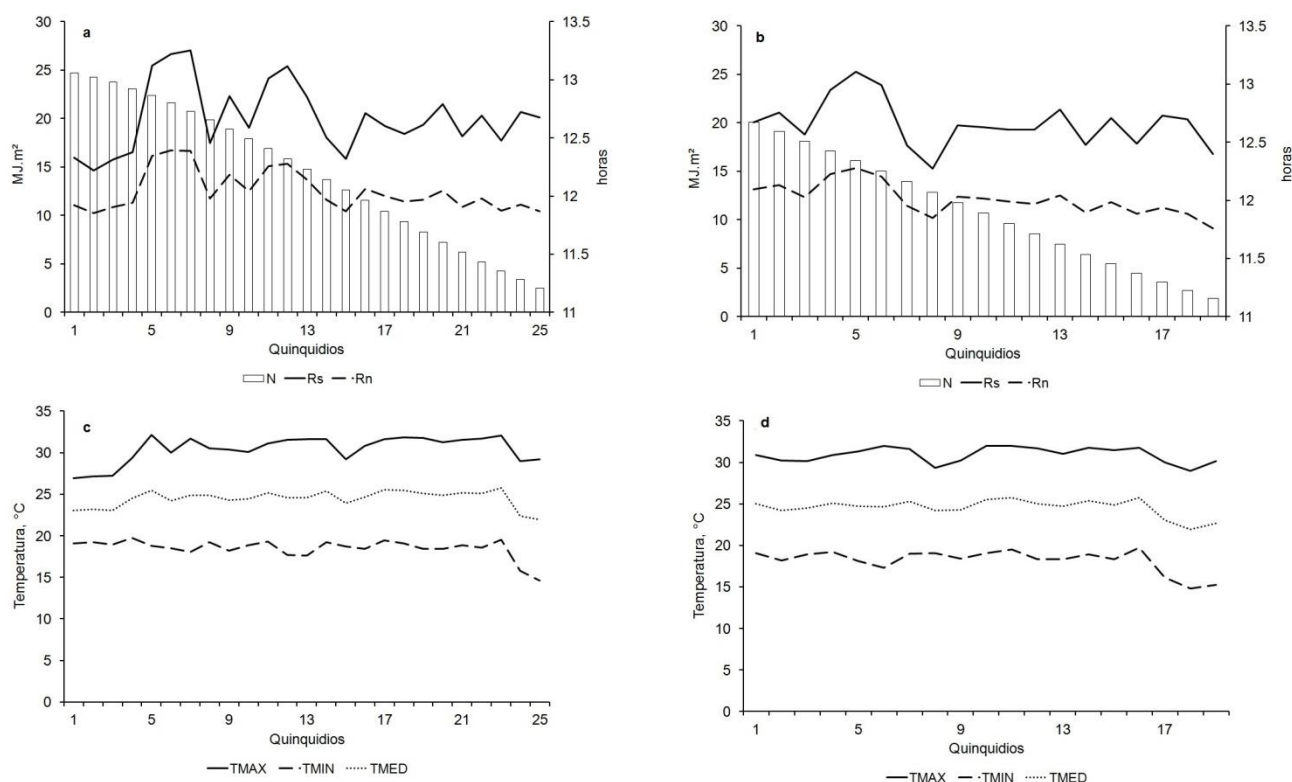 a
30
25
20
15
10
5
0
MJ.m²
13.5
13
12.5
12
11.5
11
horas
1 5 9 13 17 21 25
Quinquidios
N Rs Rn
b
30
25
20
15
10
5
0
MJ.m²
13.5
13
12.5
12
11.5
11
horas
1 5 9 13 17
Quinquidios
N Rs Rn
c
35
30
25
20
15
10
5
0
Temperatura, °C
1 5 9 13 17 21 25
Quinquidios
TMAX TMIN TMED
d
35
30
25
20
15
10
5
0
Temperatura, °C
1 5 9 13 17
Quinquidios
TMAX TMIN TMED